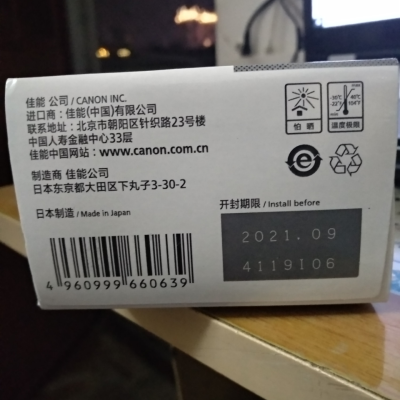 佳能 公司 / CANON INC.
进口商：佳能(中国)有限公司
联系地址：北京市朝阳区针织路23号楼
中国人寿金融中心33层
佳能中国网站：www.canon.com.cn
制造商 佳能公司
日本东京都大田区下丸子3-30-2
日本制造 / Made in Japan
4 960999 660639
怕晒
40℃
104°F
温度极限
e
开封期限 / Install before
2021.09
4119106